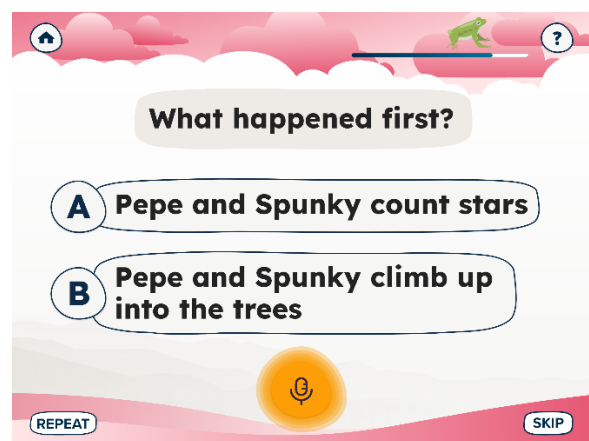 ?
What happened first?
A Pepe and Spunky count stars
B Pepe and Spunky climb up
into the trees
REPEAT
SKIP